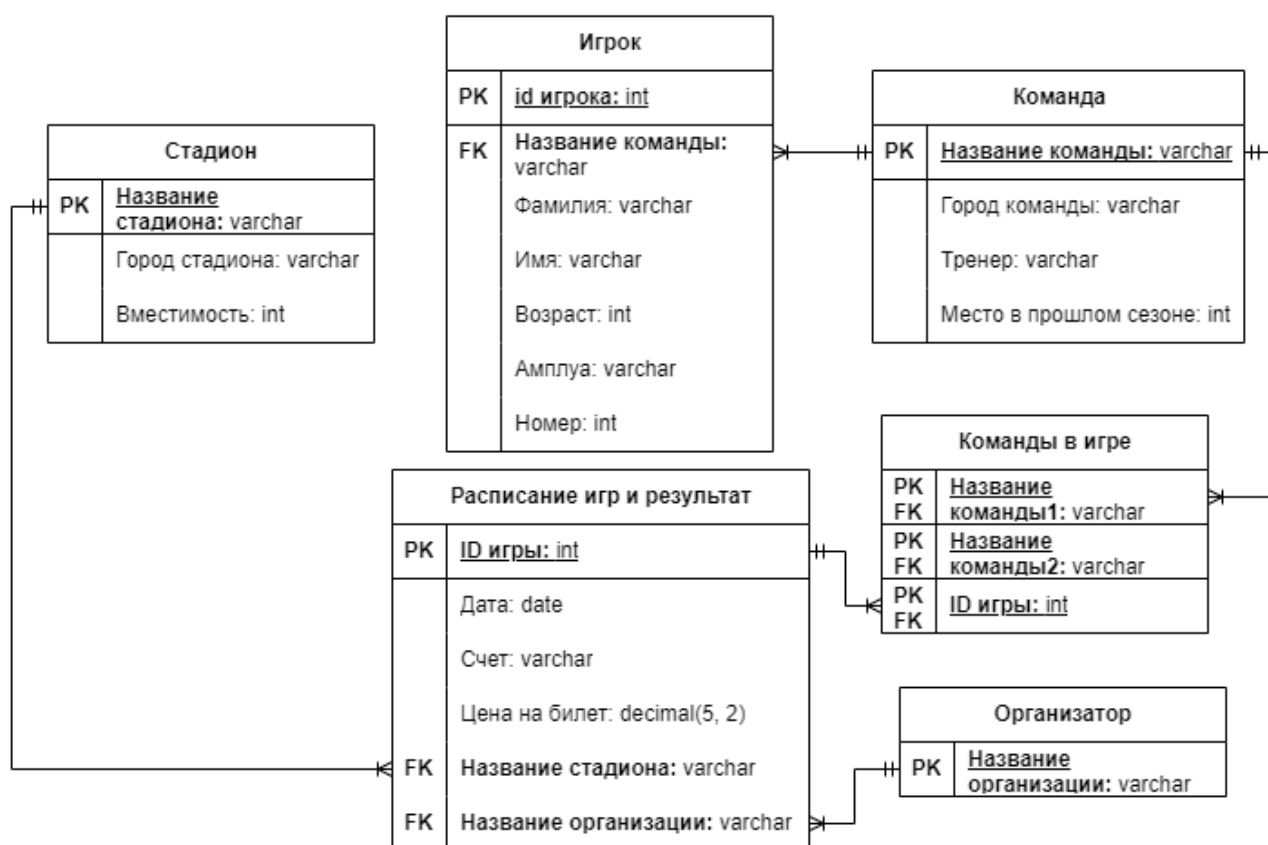 Стадион
PK Название
стадиона: varchar
Город стадиона: varchar
Вместимость: int
Игрок
PK id игрока: int
FK Название команды:
varchar
Фамилия: varchar
Имя: varchar
Возраст: int
Амплуа: varchar
Номер: int
Команда
PK Название команды: varchar
Город команды: varchar
Тренер: varchar
Место в прошлом сезоне: int
Расписание игр и результат
PK ID игры: int
Дата: date
Счет: varchar
Цена на билет: decimal(5, 2)
FK Название стадиона: varchar
FK Название организации: varchar
Команды в игре
PK Название
FK команды1: varchar
PK Название
FK команды2: varchar
PK
ID игры: int
FK
Организатор
PK Название
организации: varchar